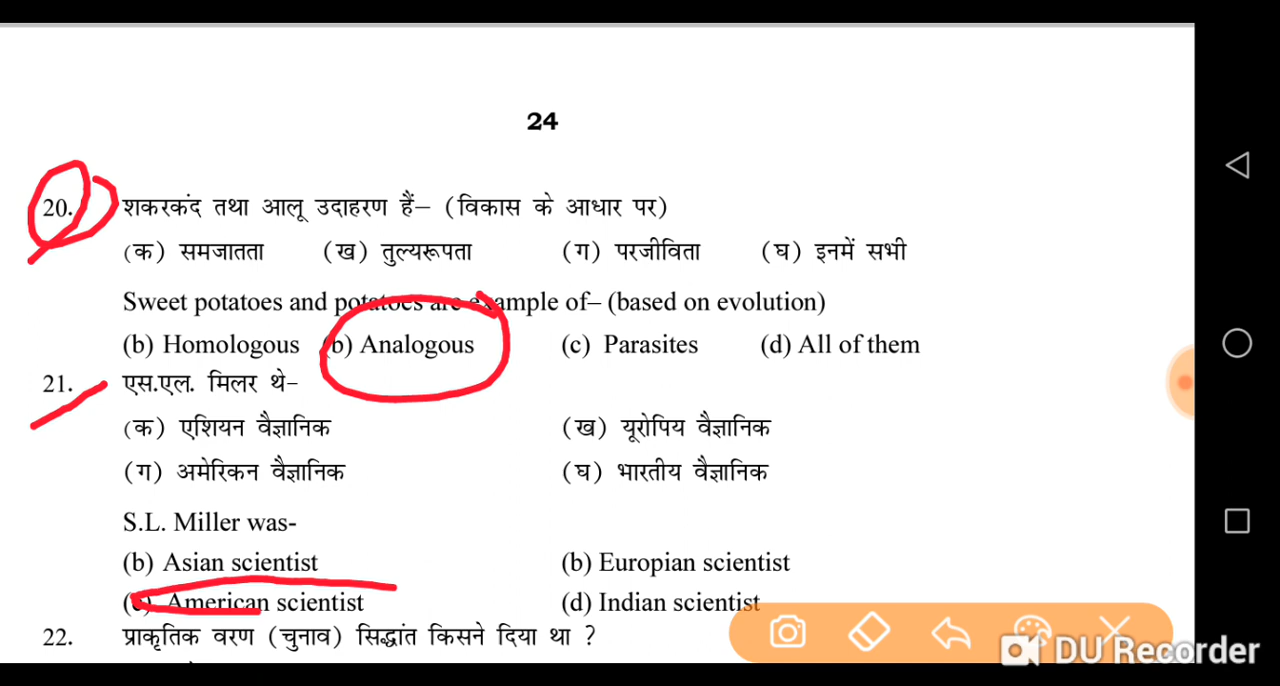 24
20. शकरकंद तथा आलू उदाहरण हैं– (विकास के आधार पर)
(क) समजातता (ख) तुल्यरूपता (ग) परजीविता (घ) इनमें सभी
Sweet potatoes and potatoes are example of– (based on evolution)
(b) Homologous (b) Analogous (c) Parasites (d) All of them
21. एस.एल. मिलर थे-
(क) एशियन वैज्ञानिक (ख) यूरोपिय वैज्ञानिक
(ग) अमेरिकन वैज्ञानिक (घ) भारतीय वैज्ञानिक
S.L. Miller was-
(b) Asian scientist (b) Europian scientist
(c) American scientist (d) Indian scientist
22. प्राकृतिक वरण (चुनाव) सिद्धांत किसने दिया था ?
DU Recorder